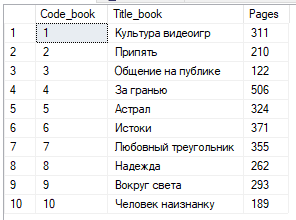 Code_book Title_book Pages
1 1 Культура видеоигр 311
2 2 Припять 210
3 3 Общение на публике 122
4 4 За гранью 506
5 5 Астрал 324
6 6 Истоки 371
7 7 Любовный треугольник 355
8 8 Надежда 262
9 9 Вокруг света 293
10 10 Человек наизнанку 189